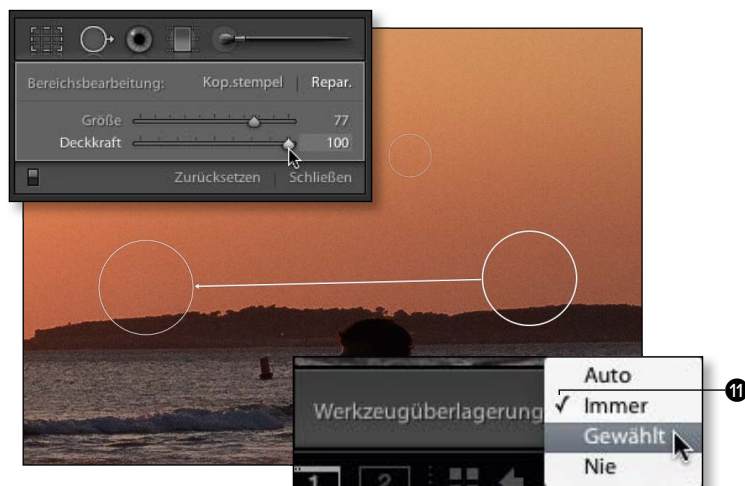 Bereichsbearbeitung: Kop.stempel | Repar.
Größe 77
Deckkraft 100
Zurücksetzen | Schließen
Werkzeugüberlagerung
Auto
✓ Immer
Gewählt
Nie
11
1 2